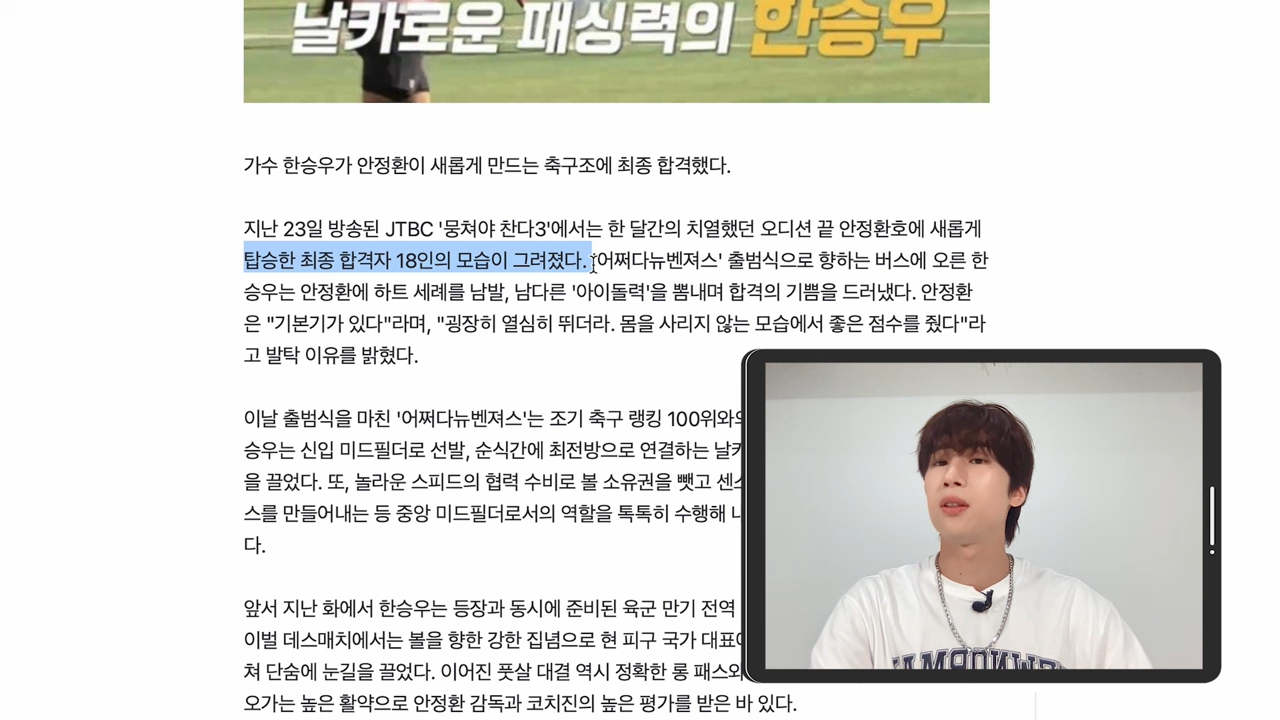 날카로운 패싱력의 한승우
가수 한승우가 안정환이 새롭게 만드는 축구조에 최종 합격했다.
지난 23일 방송된 JTBC '뭉쳐야 찬다3'에서는 한 달간의 치열했던 오디션 끝 안정환호에 새롭게
탑승한 최종 합격자 18인의 모습이 그려졌다. '어쩌다뉴벤져스' 출범식으로 향하는 버스에 오른 한
승우는 안정환에 하트 세례를 남발, 남다른 '아이돌력'을 뽐내며 합격의 기쁨을 드러냈다. 안정환
은 "기본기가 있다"라며, "굉장히 열심히 뛰더라. 몸을 사리지 않는 모습에서 좋은 점수를 줬다"라
고 발탁 이유를 밝혔다.
이날 출범식을 마친 '어쩌다뉴벤져스'는 조기 축구 랭킹 100위와의
승우는 신입 미드필더로 선발, 순식간에 최전방으로 연결하는
을 끌었다. 또, 놀라운 스피드의 협력 수비로 볼 소유권을 뺏고
스를 만들어내는 등 중앙 미드필더로서의 역할을 톡톡히 수행해
다.
앞서 지난 화에서 한승우는 등장과 동시에 준비된 육군 만기 전역
이벌 데스매치에서는 볼을 향한 강한 집념으로 현 피구 국가
쳐 단숨에 눈길을 끌었다. 이어진 풋살 대결 역시 정확한 롱
오가는 높은 활약으로 안정환 감독과 코치진의 높은 평가를 받은 바 있다.